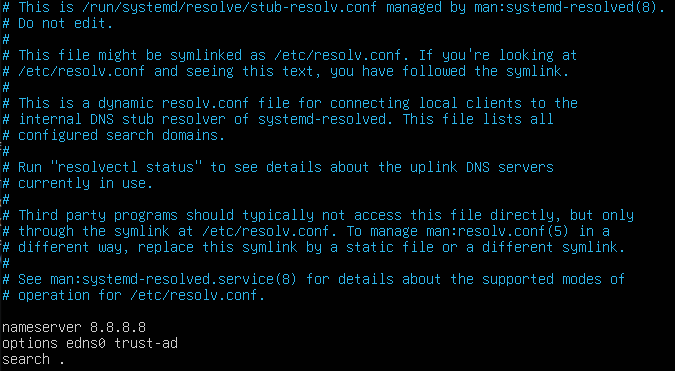 # This is /run/systemd/resolve/stub-resolv.conf managed by man:systemd-resolved(8).
# Do not edit.
#
# This file might be symlinked as /etc/resolv.conf. If you're looking at
# /etc/resolv.conf and seeing this text, you have followed the symlink.
#
# This is a dynamic resolv.conf file for connecting local clients to the
# internal DNS stub resolver of systemd-resolved. This file lists all
# configured search domains.
#
# Run "resolvectl status" to see details about the uplink DNS servers
# currently in use.
#
# Third party programs should typically not access this file directly, but only
# through the symlink at /etc/resolv.conf. To manage man:resolv.conf(5) in a
# different way, replace this symlink by a static file or a different symlink.
#
# See man:systemd-resolved.service(8) for details about the supported modes of
# operation for /etc/resolv.conf.

nameserver 8.8.8.8
options edns0 trust-ad
search .